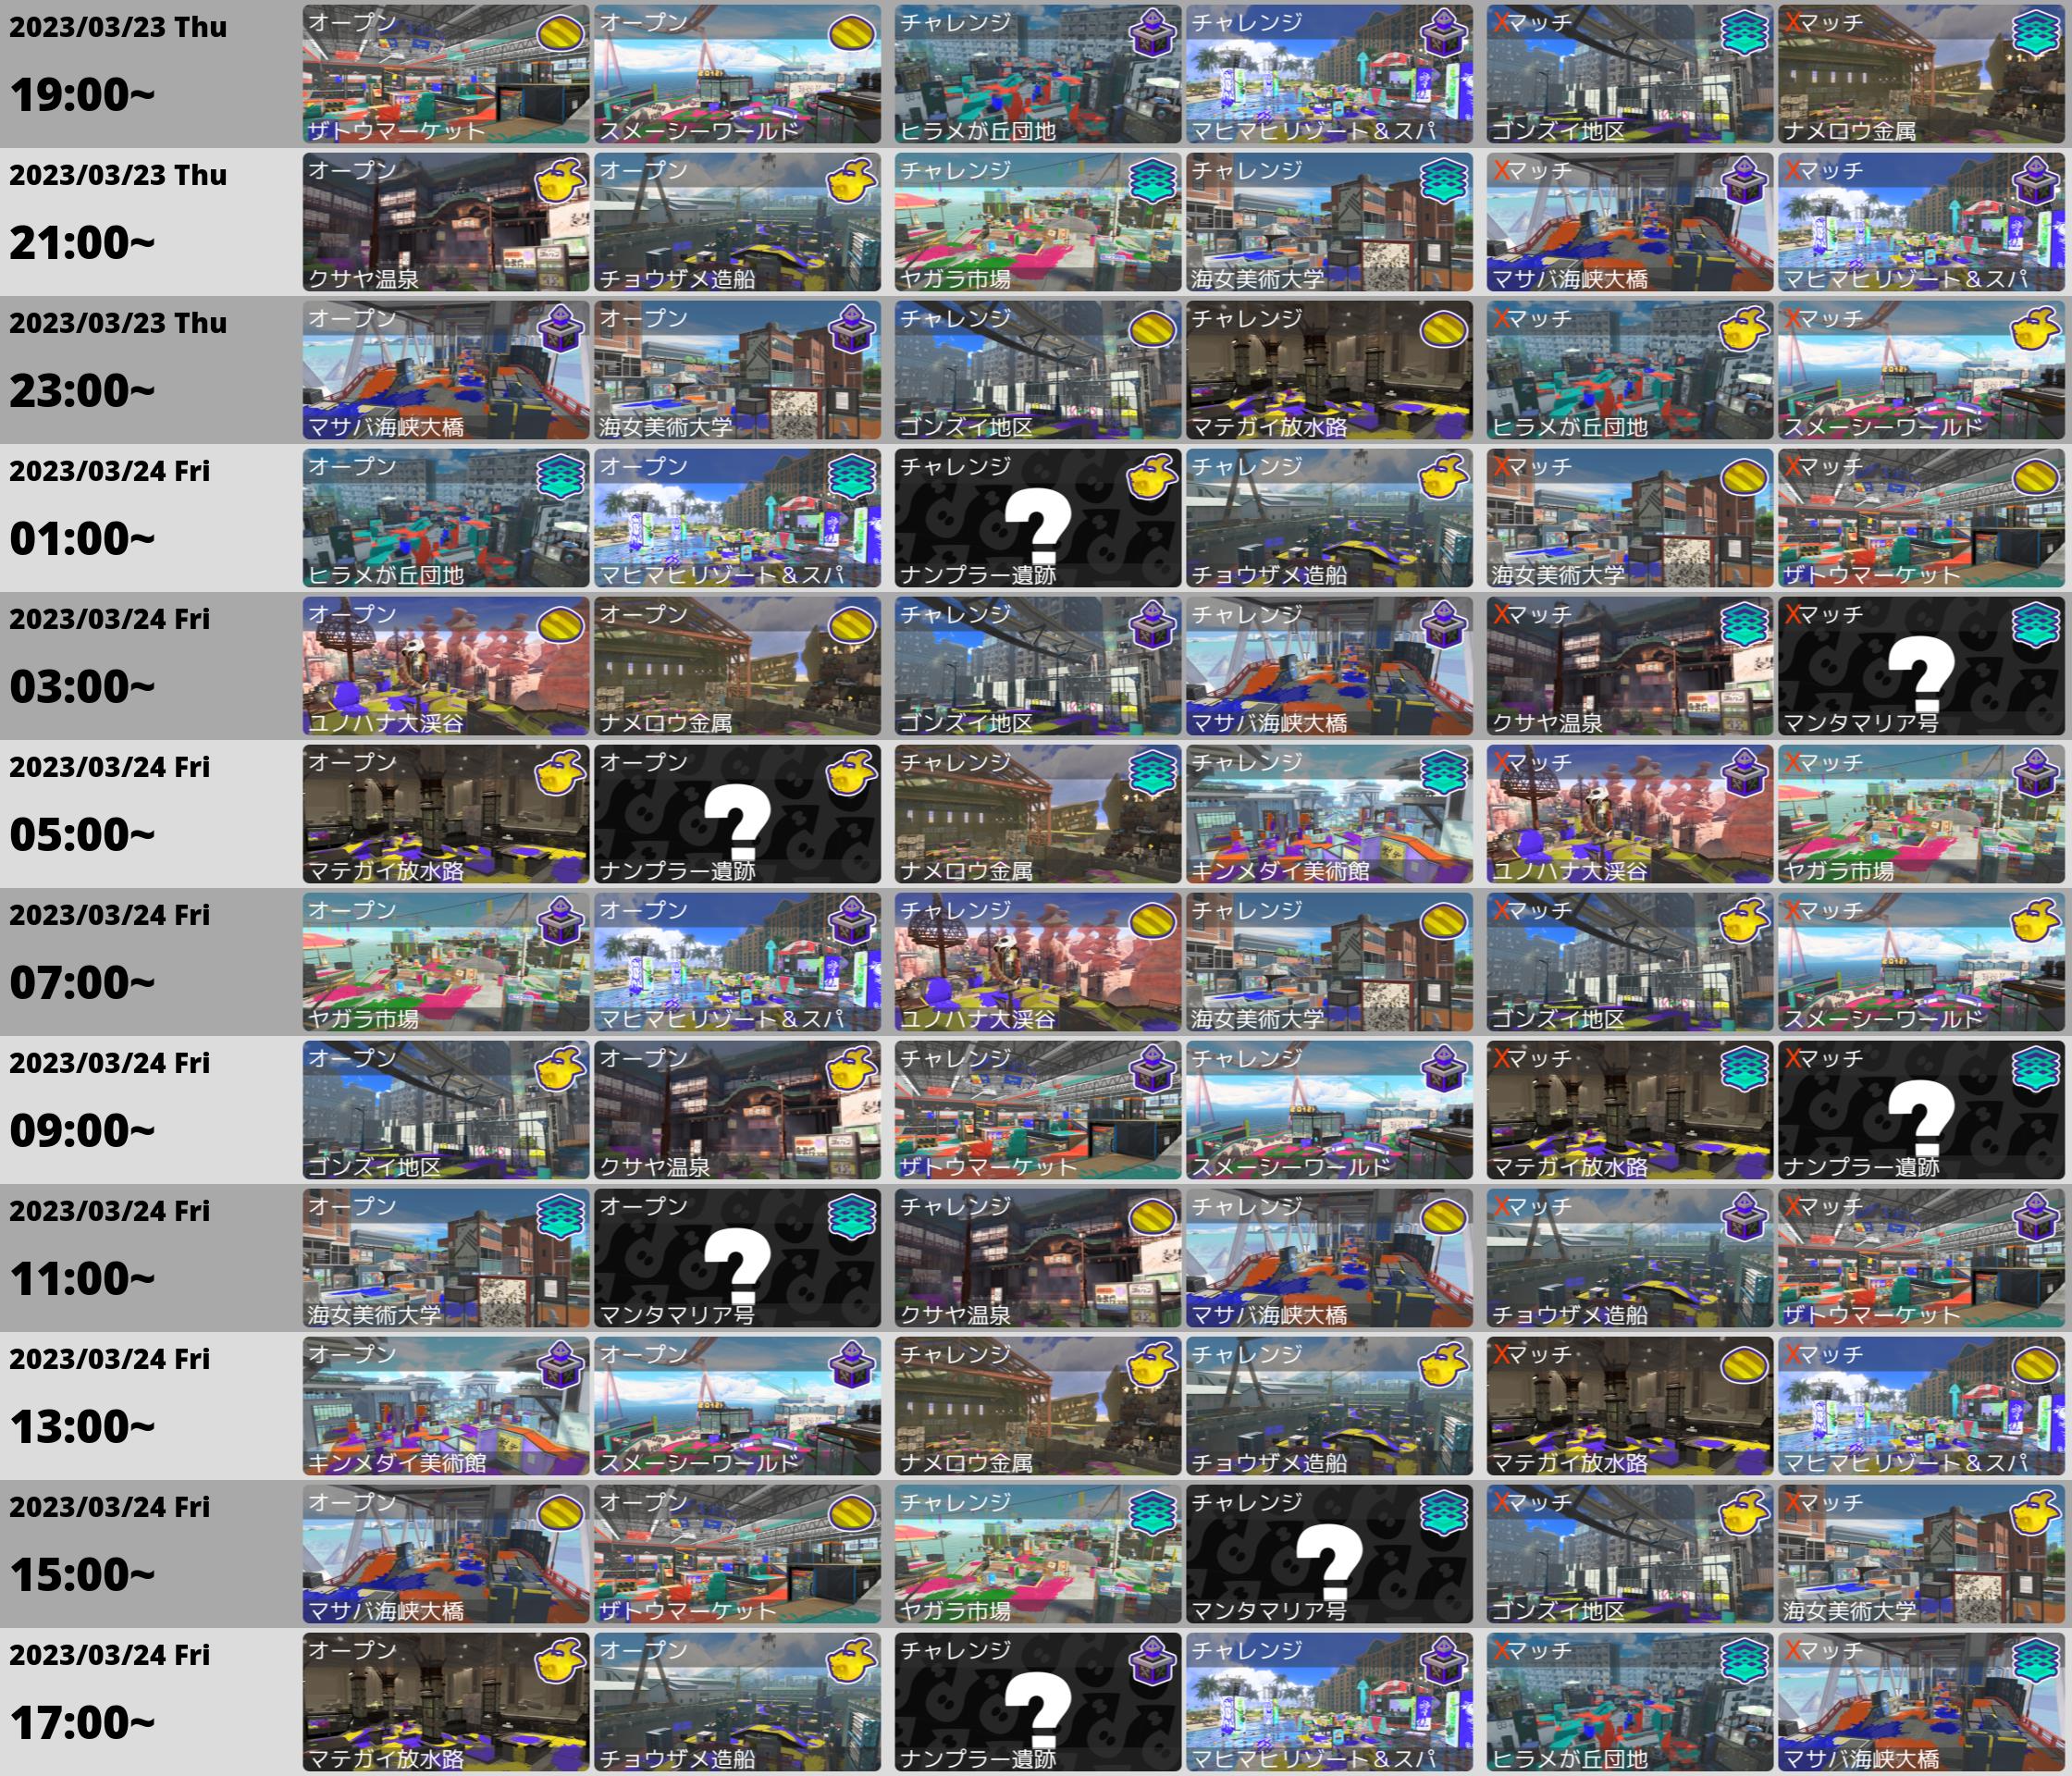 2023/03/23 Thu
19:00~
オープン
ザトウマーケット
オープン
スメーシーワールド
チャレンジ
ヒラメが丘団地
チャレンジ
マヒマヒリゾート＆スパ
Xマッチ
ゴンズイ地区
Xマッチ
ナメロウ金属
2023/03/23 Thu
21:00~
オープン
クサヤ温泉
オープン
チョウザメ造船
チャレンジ
ヤガラ市場
チャレンジ
海女美術大学
Xマッチ
マサバ海峡大橋
Xマッチ
マヒマヒリゾート＆スパ
2023/03/23 Thu
23:00~
オープン
マサバ海峡大橋
オープン
海女美術大学
チャレンジ
ゴンズイ地区
チャレンジ
マテガイ放水路
Xマッチ
ヒラメが丘団地
Xマッチ
スメーシーワールド
2023/03/24 Fri
01:00~
オープン
ヒラメが丘団地
オープン
マヒマヒリゾート＆スパ
チャレンジ
?
ナンプラー遺跡
チャレンジ
チョウザメ造船
Xマッチ
海女美術大学
Xマッチ
ザトウマーケット
2023/03/24 Fri
03:00~
オープン
ユノハナ大渓谷
オープン
ナメロウ金属
チャレンジ
ゴンズイ地区
チャレンジ
マサバ海峡大橋
Xマッチ
クサヤ温泉
Xマッチ
?
マンタマリア号
2023/03/24 Fri
05:00~
オープン
マテガイ放水路
オープン
?
ナンプラー遺跡
チャレンジ
ナメロウ金属
チャレンジ
キンメダイ美術館
Xマッチ
ユノハナ大渓谷
Xマッチ
ヤガラ市場
2023/03/24 Fri
07:00~
オープン
ヤガラ市場
オープン
マヒマヒリゾート＆スパ
チャレンジ
ユノハナ大渓谷
チャレンジ
海女美術大学
Xマッチ
ゴンズイ地区
Xマッチ
スメーシーワールド
2023/03/24 Fri
09:00~
オープン
ゴンズイ地区
オープン
クサヤ温泉
チャレンジ
ザトウマーケット
チャレンジ
スメーシーワールド
Xマッチ
マテガイ放水路
Xマッチ
?
ナンプラー遺跡
2023/03/24 Fri
11:00~
オープン
海女美術大学
オープン
?
マンタマリア号
チャレンジ
クサヤ温泉
チャレンジ
マサバ海峡大橋
Xマッチ
チョウザメ造船
Xマッチ
ザトウマーケット
2023/03/24 Fri
13:00~
オープン
キンメダイ美術館
オープン
スメーシーワールド
チャレンジ
ナメロウ金属
チャレンジ
チョウザメ造船
Xマッチ
マテガイ放水路
Xマッチ
マヒマヒリゾート＆スパ
2023/03/24 Fri
15:00~
オープン
マサバ海峡大橋
オープン
ザトウマーケット
チャレンジ
ヤガラ市場
チャレンジ
?
マンタマリア号
Xマッチ
ゴンズイ地区
Xマッチ
海女美術大学
2023/03/24 Fri
17:00~
オープン
マテガイ放水路
オープン
チョウザメ造船
チャレンジ
?
ナンプラー遺跡
チャレンジ
マヒマヒリゾート＆スパ
Xマッチ
ヒラメが丘団地
Xマッチ
マサバ海峡大橋